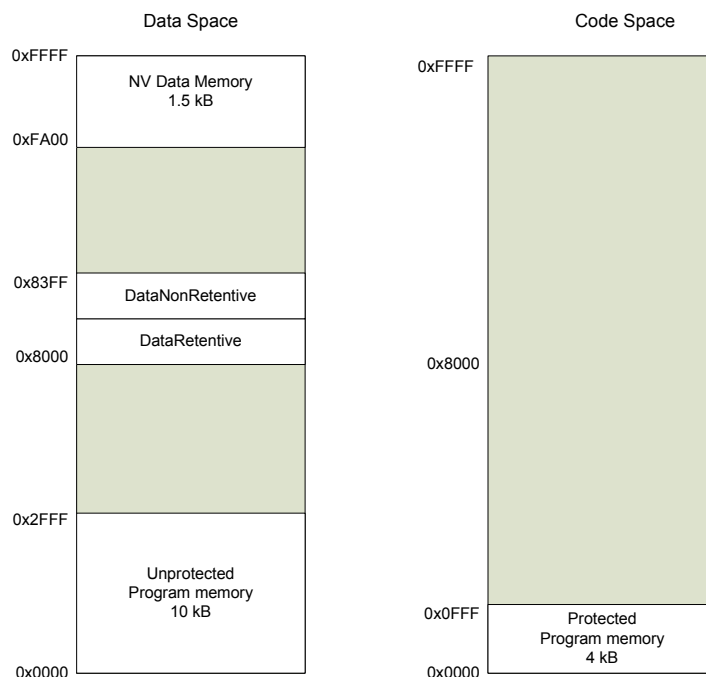 Data Space
0xFFFF
NV Data Memory
1.5 kB
0xFA00
0x83FF
DataNonRetentive
DataRetentive
0x8000
0x2FFF
Unprotected
Program memory
10 kB
0x0000
Code Space
0xFFFF
0x8000
0x0FFF
Protected
Program memory
4 kB
0x0000